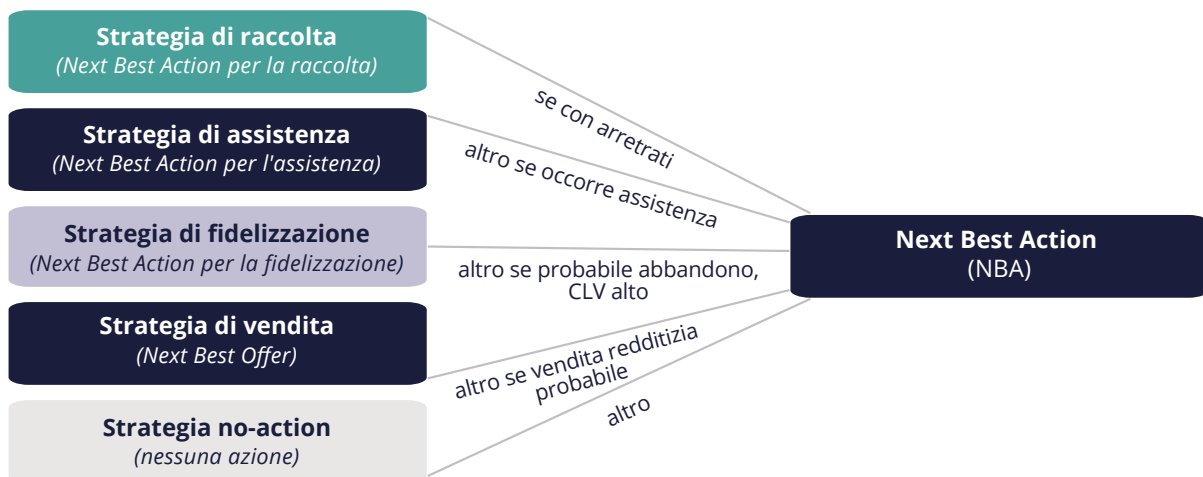 Strategia di raccolta
(Next Best Action per la raccolta)
Strategia di assistenza
(Next Best Action per l'assistenza)
Strategia di fidelizzazione
(Next Best Action per la fidelizzazione)
Strategia di vendita
(Next Best Offer)
Strategia no-action
(nessuna azione)
se con arretrati
altro se occorre assistenza
altro se probabile abbandono,
CLV alto
altro se vendita redditizia
probabile
altro
Next Best Action
(NBA)